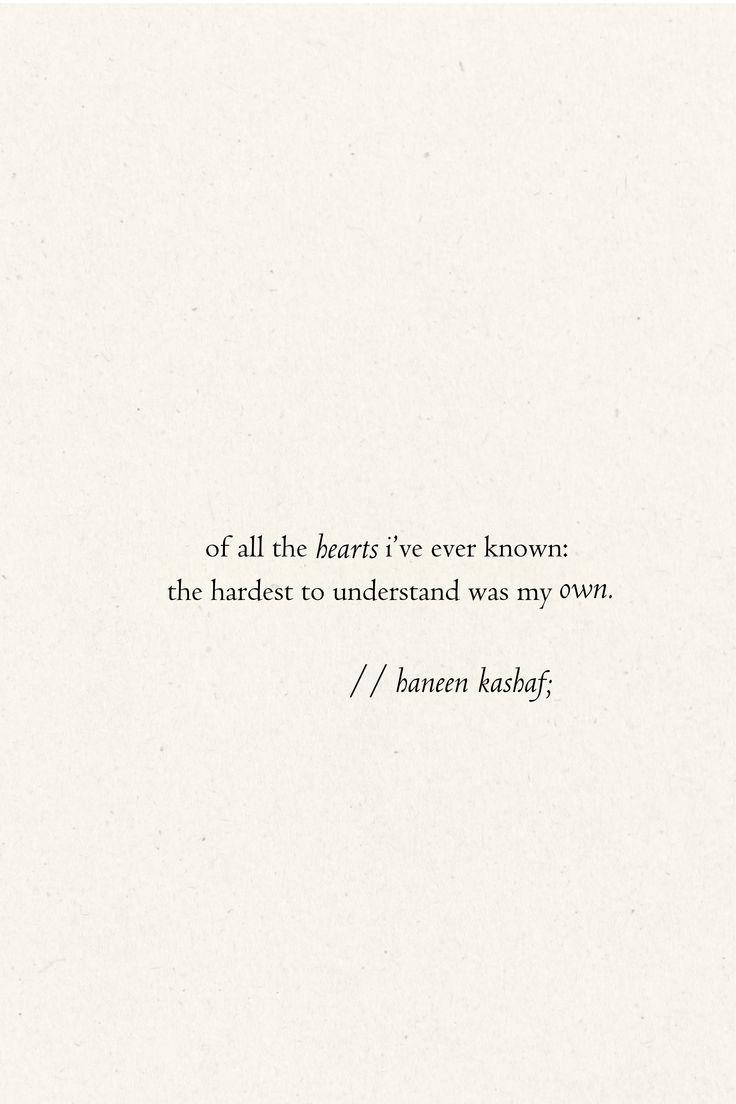 of all the hearts i’ve ever known:
the hardest to understand was my own.
// haneen kashaf;